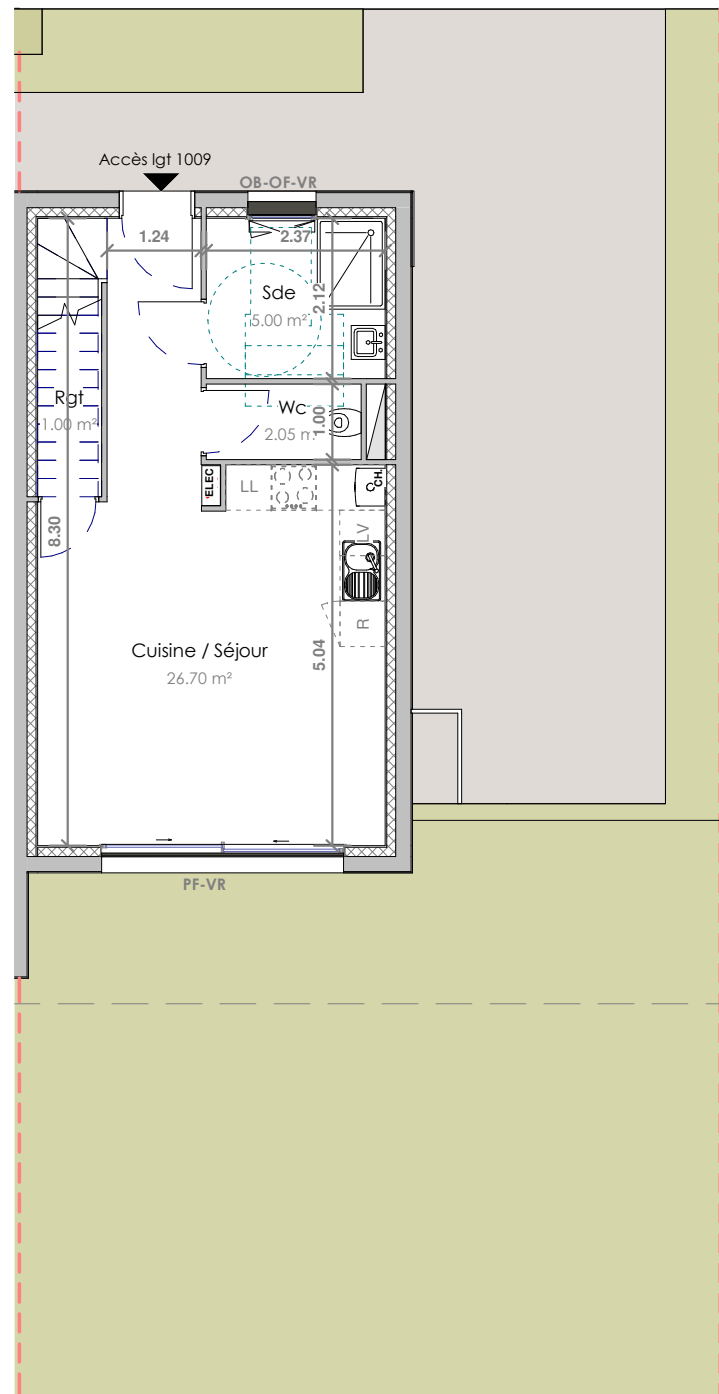 Accès lgt 1009
OB-OF-VR
1.24
2.37
Sde
5.00 m²
2.12
Rgt
1.00 m²
Wc
2.05 m
1.00
ELEC
LL
CH.
LV
8.30
R
5.04
Cuisine / Séjour
26.70 m²
PF-VR